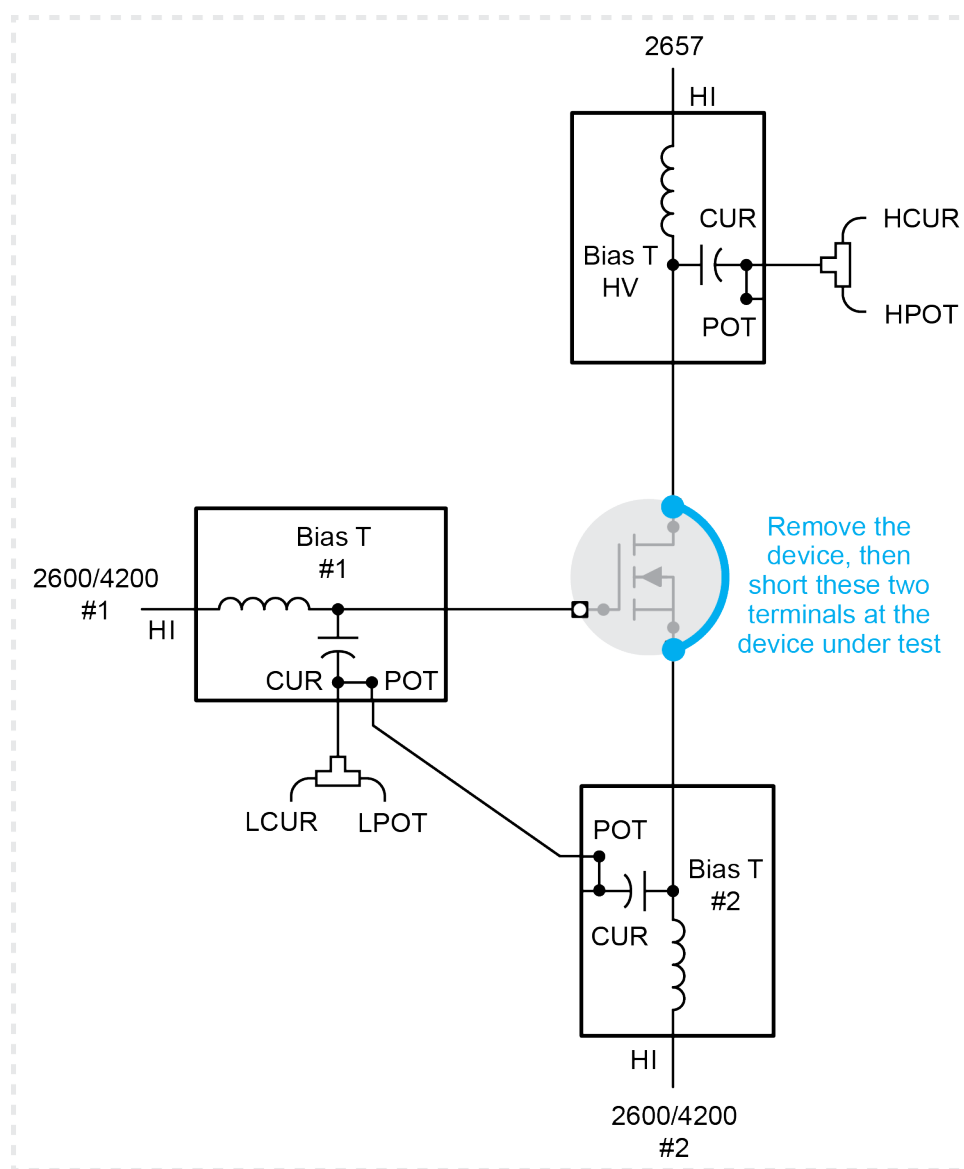 2657
HI
CUR
HCUR
Bias T
HV
POT
HPOT
Bias T
#1
2600/4200
#1
HI
CUR
POT
LCUR
LPOT
Remove the
device, then
short these two
terminals at the
device under test
POT
Bias T
#2
CUR
HI
2600/4200
#2